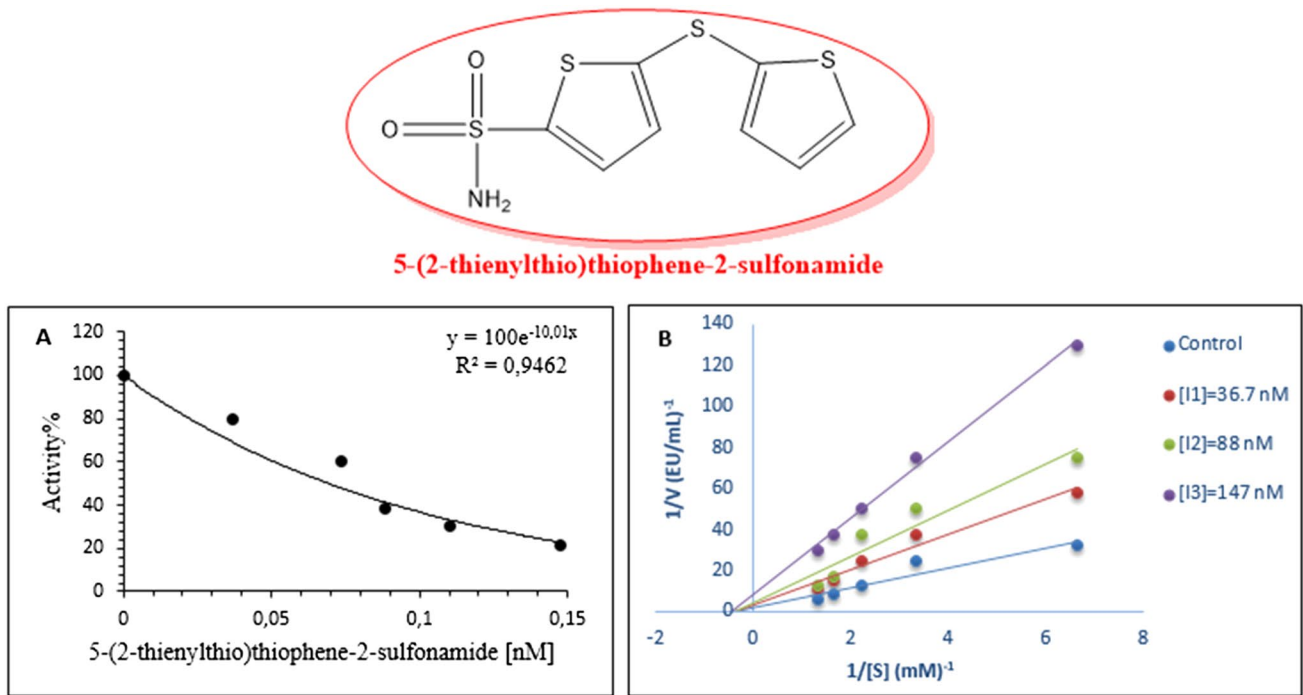 S
O
S
S
O
S
NH₂
5-(2-thienylthio)thiophene-2-sulfonamide
A
y = 100e⁻¹⁰,⁰¹ˣ
R² = 0,9462
120
100
80
60
40
20
0
Activity%
0 0,05 0,1 0,15
5-(2-thienylthio)thiophene-2-sulfonamide [nM]
B
140
120
100
80
60
40
20
0
1/V (EU/mL)⁻¹
-2 0 2 4 6 8
1/[S] (mM)⁻¹
Control
[I1]=36.7 nM
[I2]=88 nM
[I3]=147 nM